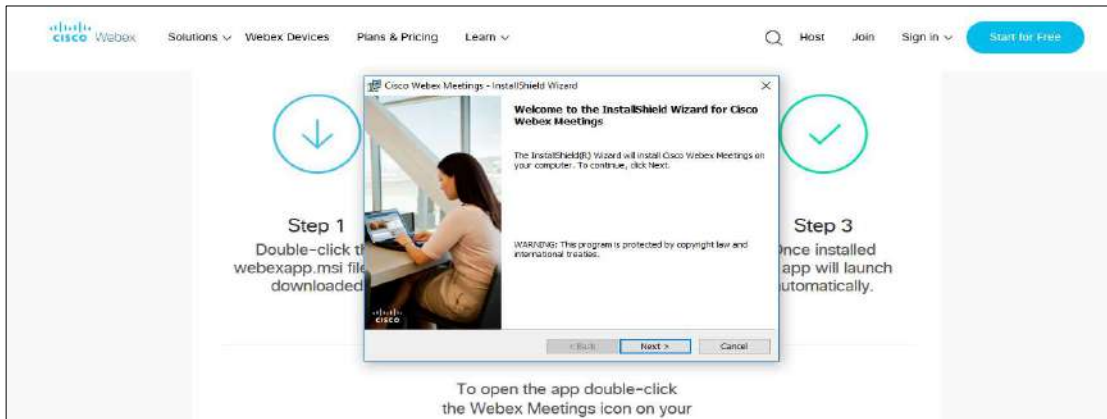 CISCO Webex Solutions Webex Devices Plans & Pricing Learn Host Join Sign in Start for Free
Cisco Webex Meetings - InstallShield Wizard
Welcome to the InstallShield Wizard for Cisco
Webex Meetings
The InstallShield(R) Wizard will install Cisco Webex Meetings on
your computer. To continue, click Next.
WARNING: This program is protected by copyright law and
international treaties.
CISCO
< Back Next > Cancel
Step 1
Double-click th
webexapp.msi file
downloaded
Step 3
Once installed
app will launch
utomatically.
To open the app double-click
the Webex Meetings icon on your